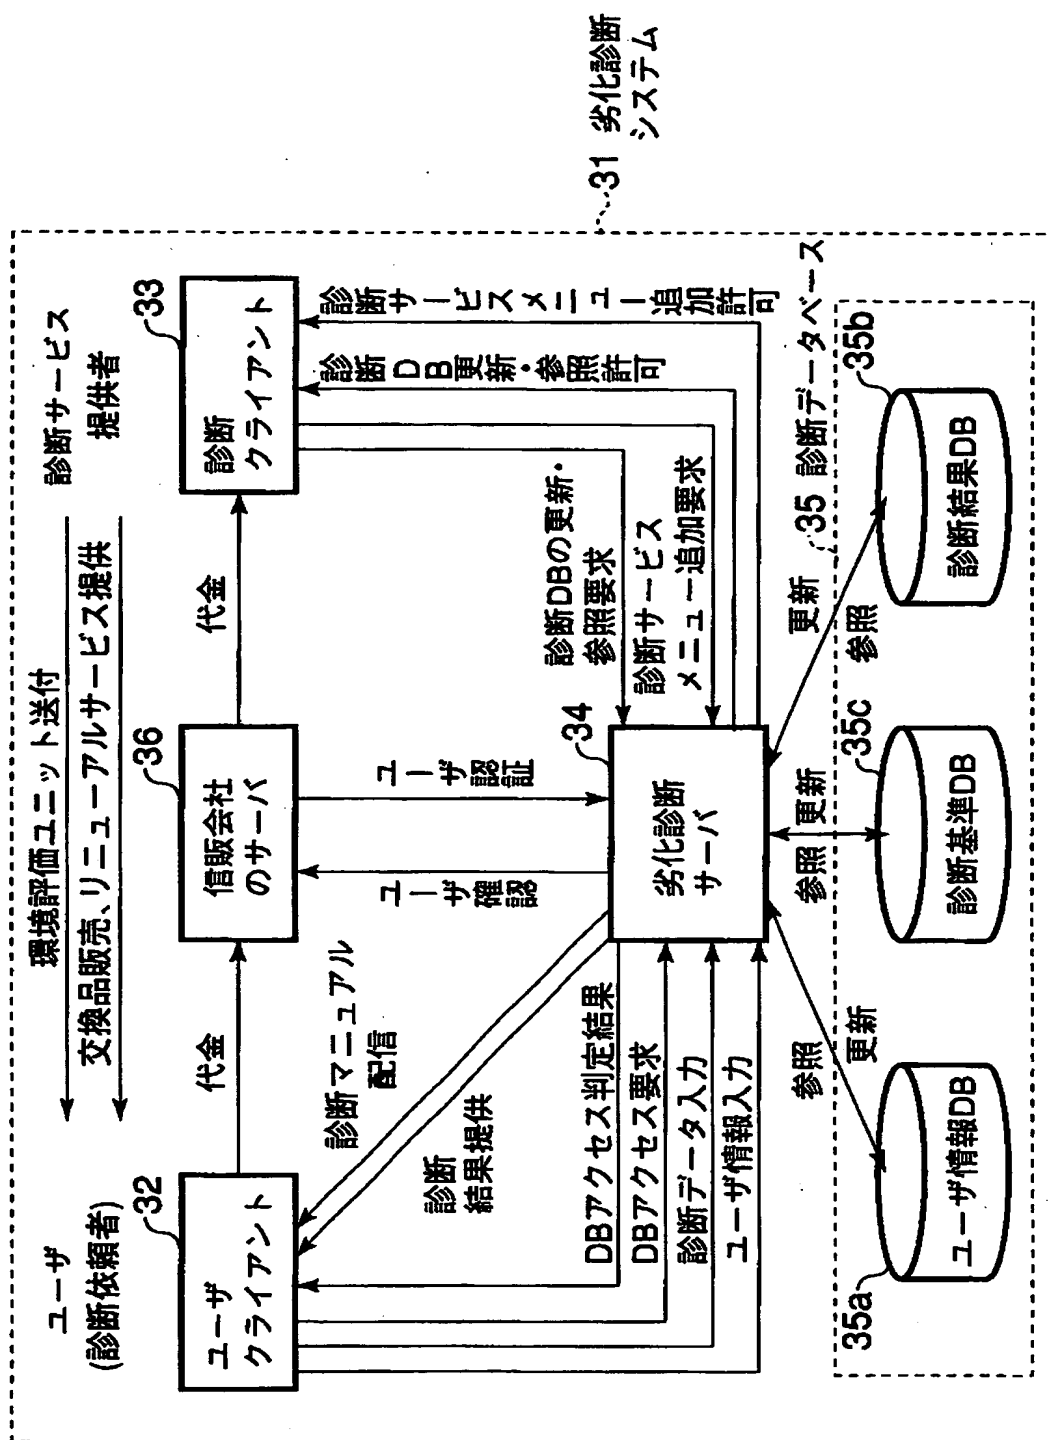 31 劣化診断
システム
ユーザ
(診断依頼者)
環境評価ユニット送付
交換品販売、リニューアルサービス提供
診断サービス
提供者
32
ユーザ
クライアント
代金
36
信販会社
のサーバ
代金
33
診断
クライアント
診断マニュアル
配信
診断
結果提供
ユーザ確認
ユーザ認証
診断DB更新・参照許可
診断サービスメニュー追加許可
診断DBの更新・
参照要求
診断サービス
メニュー追加要求
DBアクセス判定結果
DBアクセス要求
診断データ入力
ユーザ情報入力
34
劣化診断
サーバ
35 診断データベース
参照
更新
参照
更新
更新
参照
35a
ユーザ情報DB
35c
診断基準DB
35b
診断結果DB